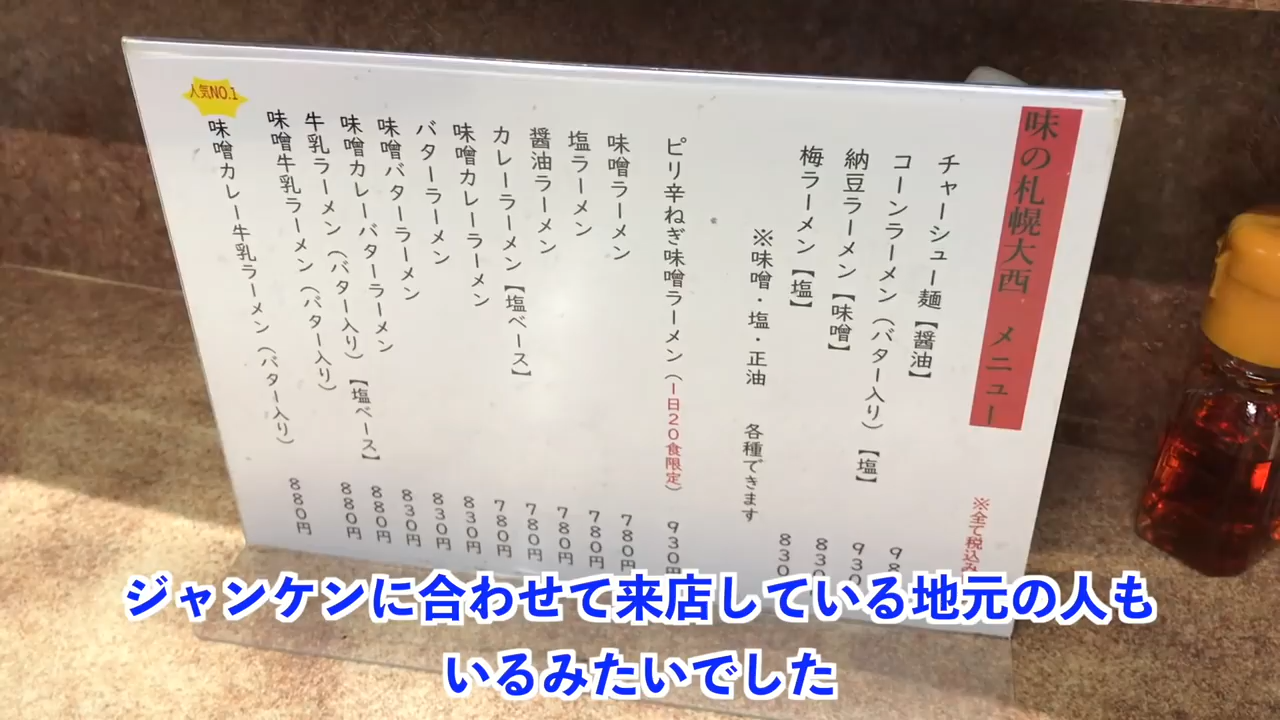 味の札幌大西　メニュー
※全て税込み
チャーシュー麺【醤油】 98
コーンラーメン（バター入り）【塩】 930
納豆ラーメン【味噌】 830
梅ラーメン【塩】 830
※味噌・塩・正油　各種できます
ピリ辛ねぎ味噌ラーメン（一日20食限定） 930円
味噌ラーメン 780円
塩ラーメン 780円
醤油ラーメン 780円
カレーラーメン【塩ベース】 780円
味噌カレーラーメン 780円
バターラーメン 830円
味噌バターラーメン 830円
味噌カレーバターラーメン 830円
牛乳ラーメン（バター入り）【塩ベース】 880円
味噌牛乳ラーメン（バター入り） 880円
人気NO.1
味噌カレー牛乳ラーメン（バター入り） 880円
ジャンケンに合わせて来店している地元の人も
いるみたいでした